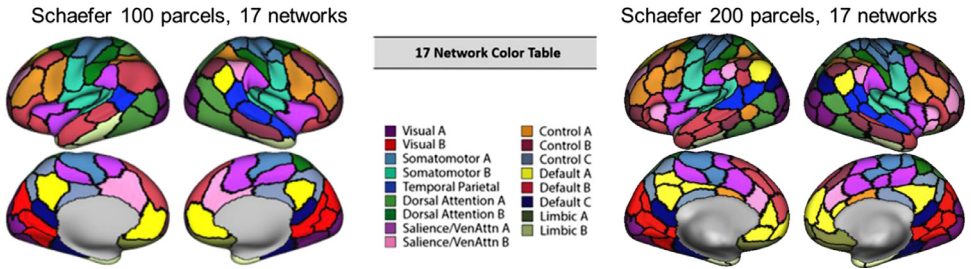 Schaefer 100 parcels, 17 networks
Schaefer 200 parcels, 17 networks
17 Network Color Table
Visual A
Visual B
Somatomotor A
Somatomotor B
Temporal Parietal
Dorsal Attention A
Dorsal Attention B
Salience/VenAttn A
Salience/VenAttn B
Control A
Control B
Control C
Default A
Default B
Default C
Limbic A
Limbic B